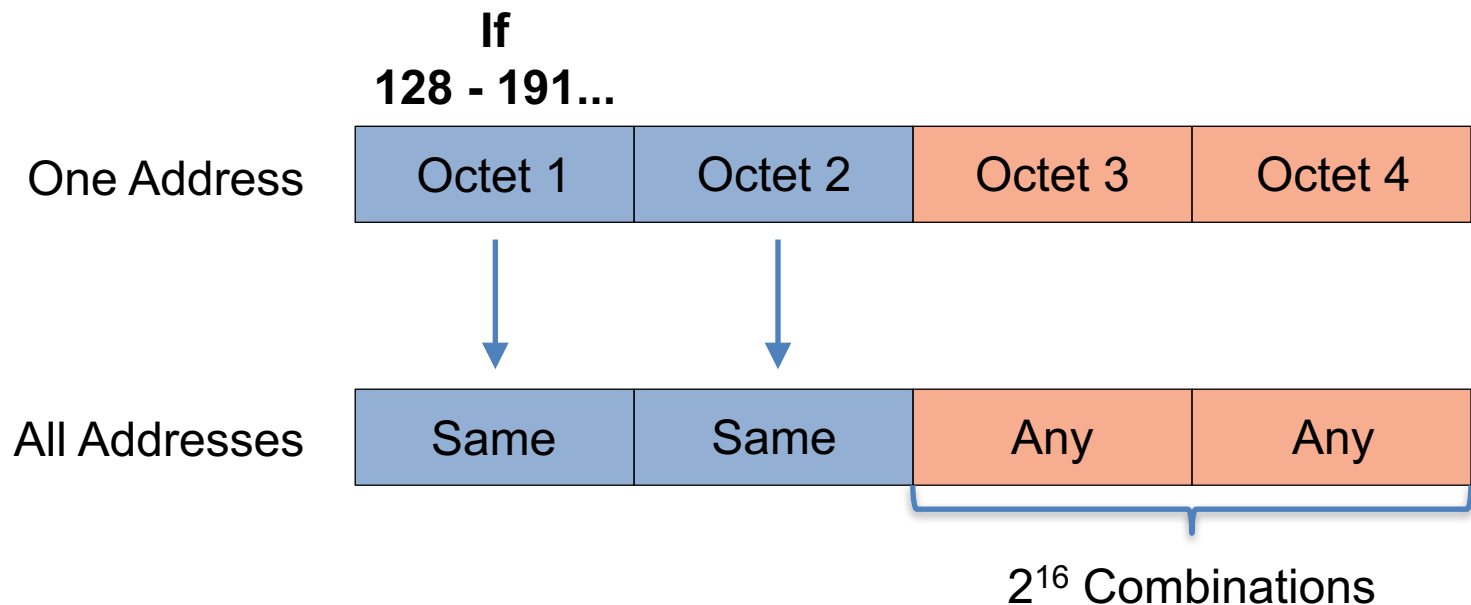 If
128 - 191...
One Address Octet 1 Octet 2 Octet 3 Octet 4
All Addresses Same Same Any Any
2¹⁶ Combinations